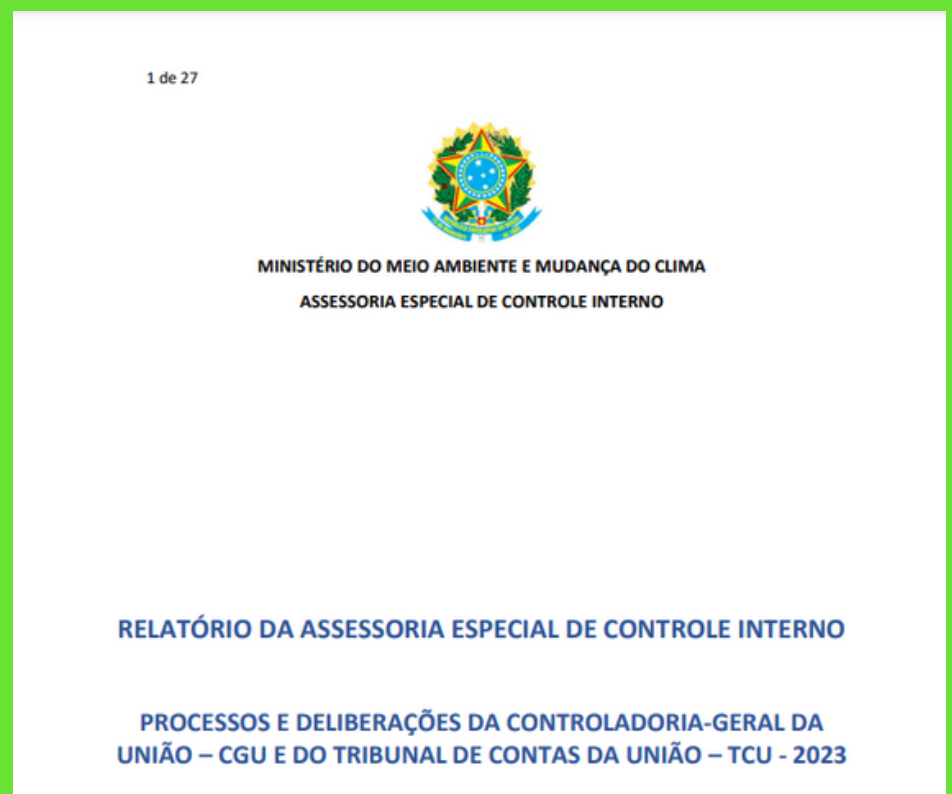 1 de 27
MINISTÉRIO DO MEIO AMBIENTE E MUDANÇA DO CLIMA
ASSESSORIA ESPECIAL DE CONTROLE INTERNO
RELATÓRIO DA ASSESSORIA ESPECIAL DE CONTROLE INTERNO
PROCESSOS E DELIBERAÇÕES DA CONTROLADORIA-GERAL DA
UNIÃO – CGU E DO TRIBUNAL DE CONTAS DA UNIÃO – TCU - 2023